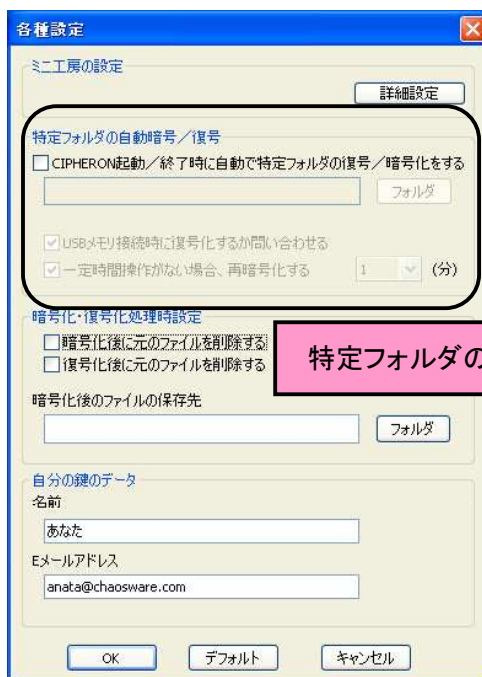 各種設定
ミニ工房の設定
詳細設定
特定フォルダの自動暗号／復号
CIPHERON起動／終了時に自動で特定フォルダの復号／暗号化をする
フォルダ
USBメモリ接続時に復号化するか問い合わせる
一定時間操作がない場合、再暗号化する 1 (分)
暗号化・復号化処理時設定
暗号化後に元のファイルを削除する
復号化後に元のファイルを削除する
特定フォルダの
暗号化後のファイルの保存先
フォルダ
自分の鍵のデータ
名前
あなた
Eメールアドレス
anata@chaosware.com
OK デフォルト キャンセル